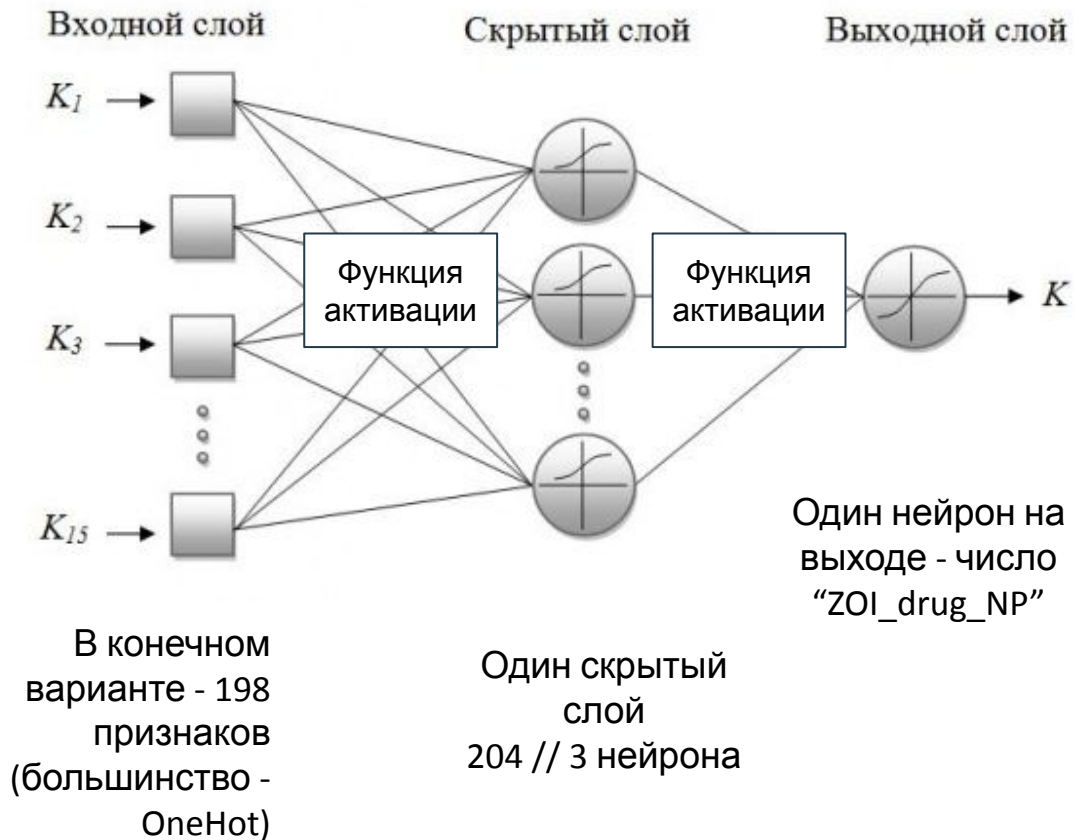 Входной слой
Скрытый слой
Выходной слой
K1
K2
K3
K15
Функция
активации
Функция
активации
K
Один нейрон на
выходе - число
“ZOI_drug_NP”
В конечном
варианте - 198
признаков
(большинство -
OneHot)
Один скрытый
слой
204 // 3 нейрона